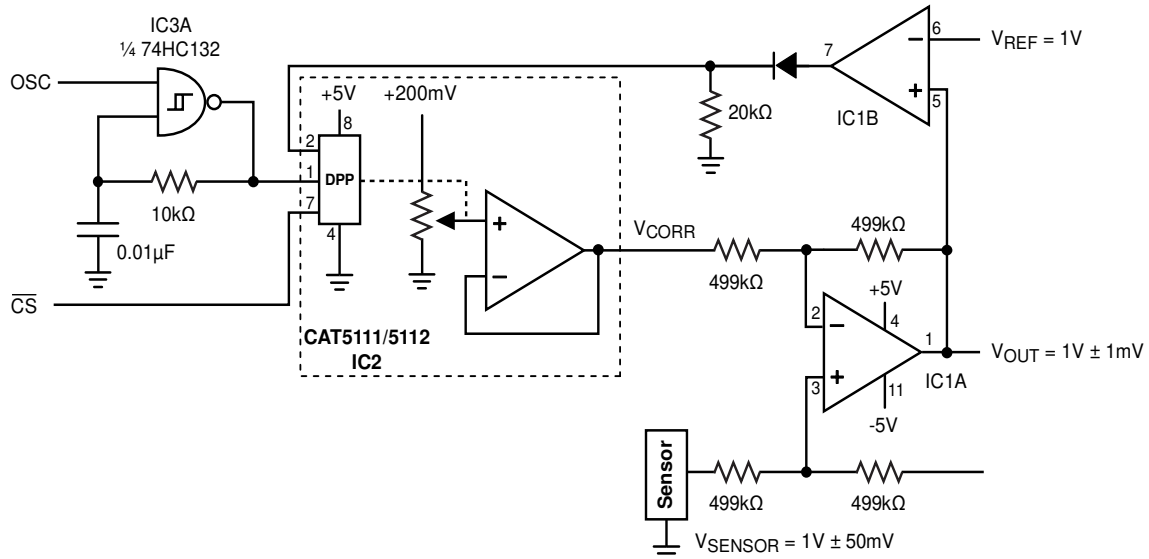 IC3A
¼ 74HC132
OSC
10kΩ
0.01µF
C̅S̅
+5V
+200mV
8
2
1
7
4
DPP
+
−
CAT5111/5112
IC2
VCORR
499kΩ
499kΩ
20kΩ
7
−
6
VREF = 1V
+
5
IC1B
+5V
2
−
4
1
VOUT = 1V ± 1mV
IC1A
3
+
11
-5V
Sensor
499kΩ
499kΩ
VSENSOR = 1V ± 50mV